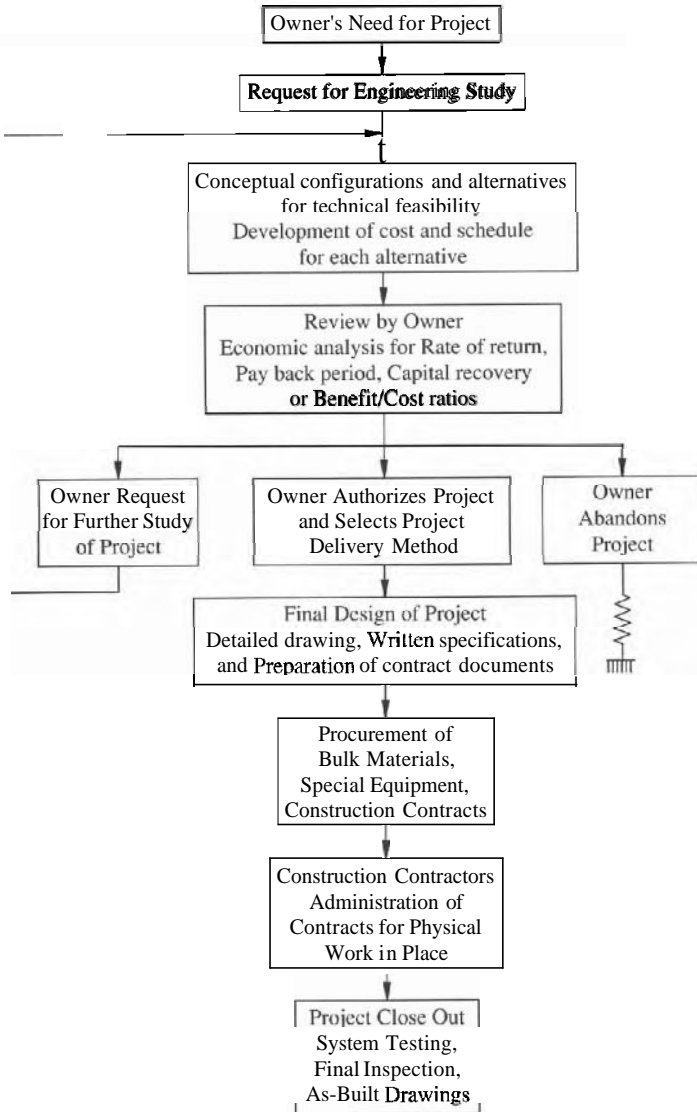 Owner's Need for Project
Request for Engineering Study
t
Conceptual configurations and alternatives
for technical feasibility
Development of cost and schedule
for each alternative
Review by Owner
Economic analysis for Rate of return,
Pay back period, Capital recovery
or Benefit/Cost ratios
Owner Request
for Further Study
of Project
Owner Authorizes Project
and Selects Project
Delivery Method
Owner
Abandons
Project
Final Design of Project
Detailed drawing, Written specifications,
and Preparation of contract documents
Procurement of
Bulk Materials,
Special Equipment,
Construction Contracts
Construction Contractors
Administration of
Contracts for Physical
Work in Place
Project Close Out
System Testing,
Final Inspection,
As-Built Drawings